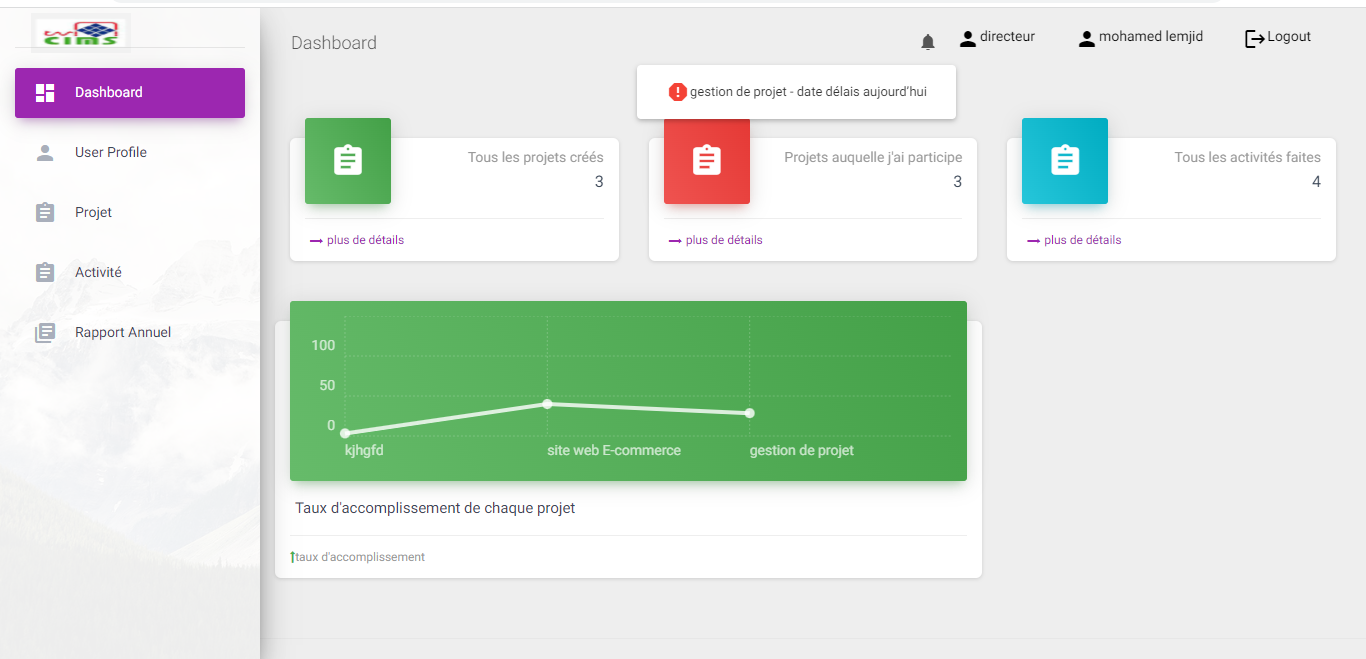 CIMS
Dashboard
User Profile
Projet
Activité
Rapport Annuel
Dashboard
directeur
mohamed lemjid
Logout
gestion de projet - date délais aujourd'hui
Tous les projets créés
3
plus de détails
Projets auquelle j'ai participe
3
plus de détails
Tous les activités faites
4
plus de détails
100
50
0
kjhgfd
site web E-commerce
gestion de projet
Taux d'accomplissement de chaque projet
taux d'accomplissement